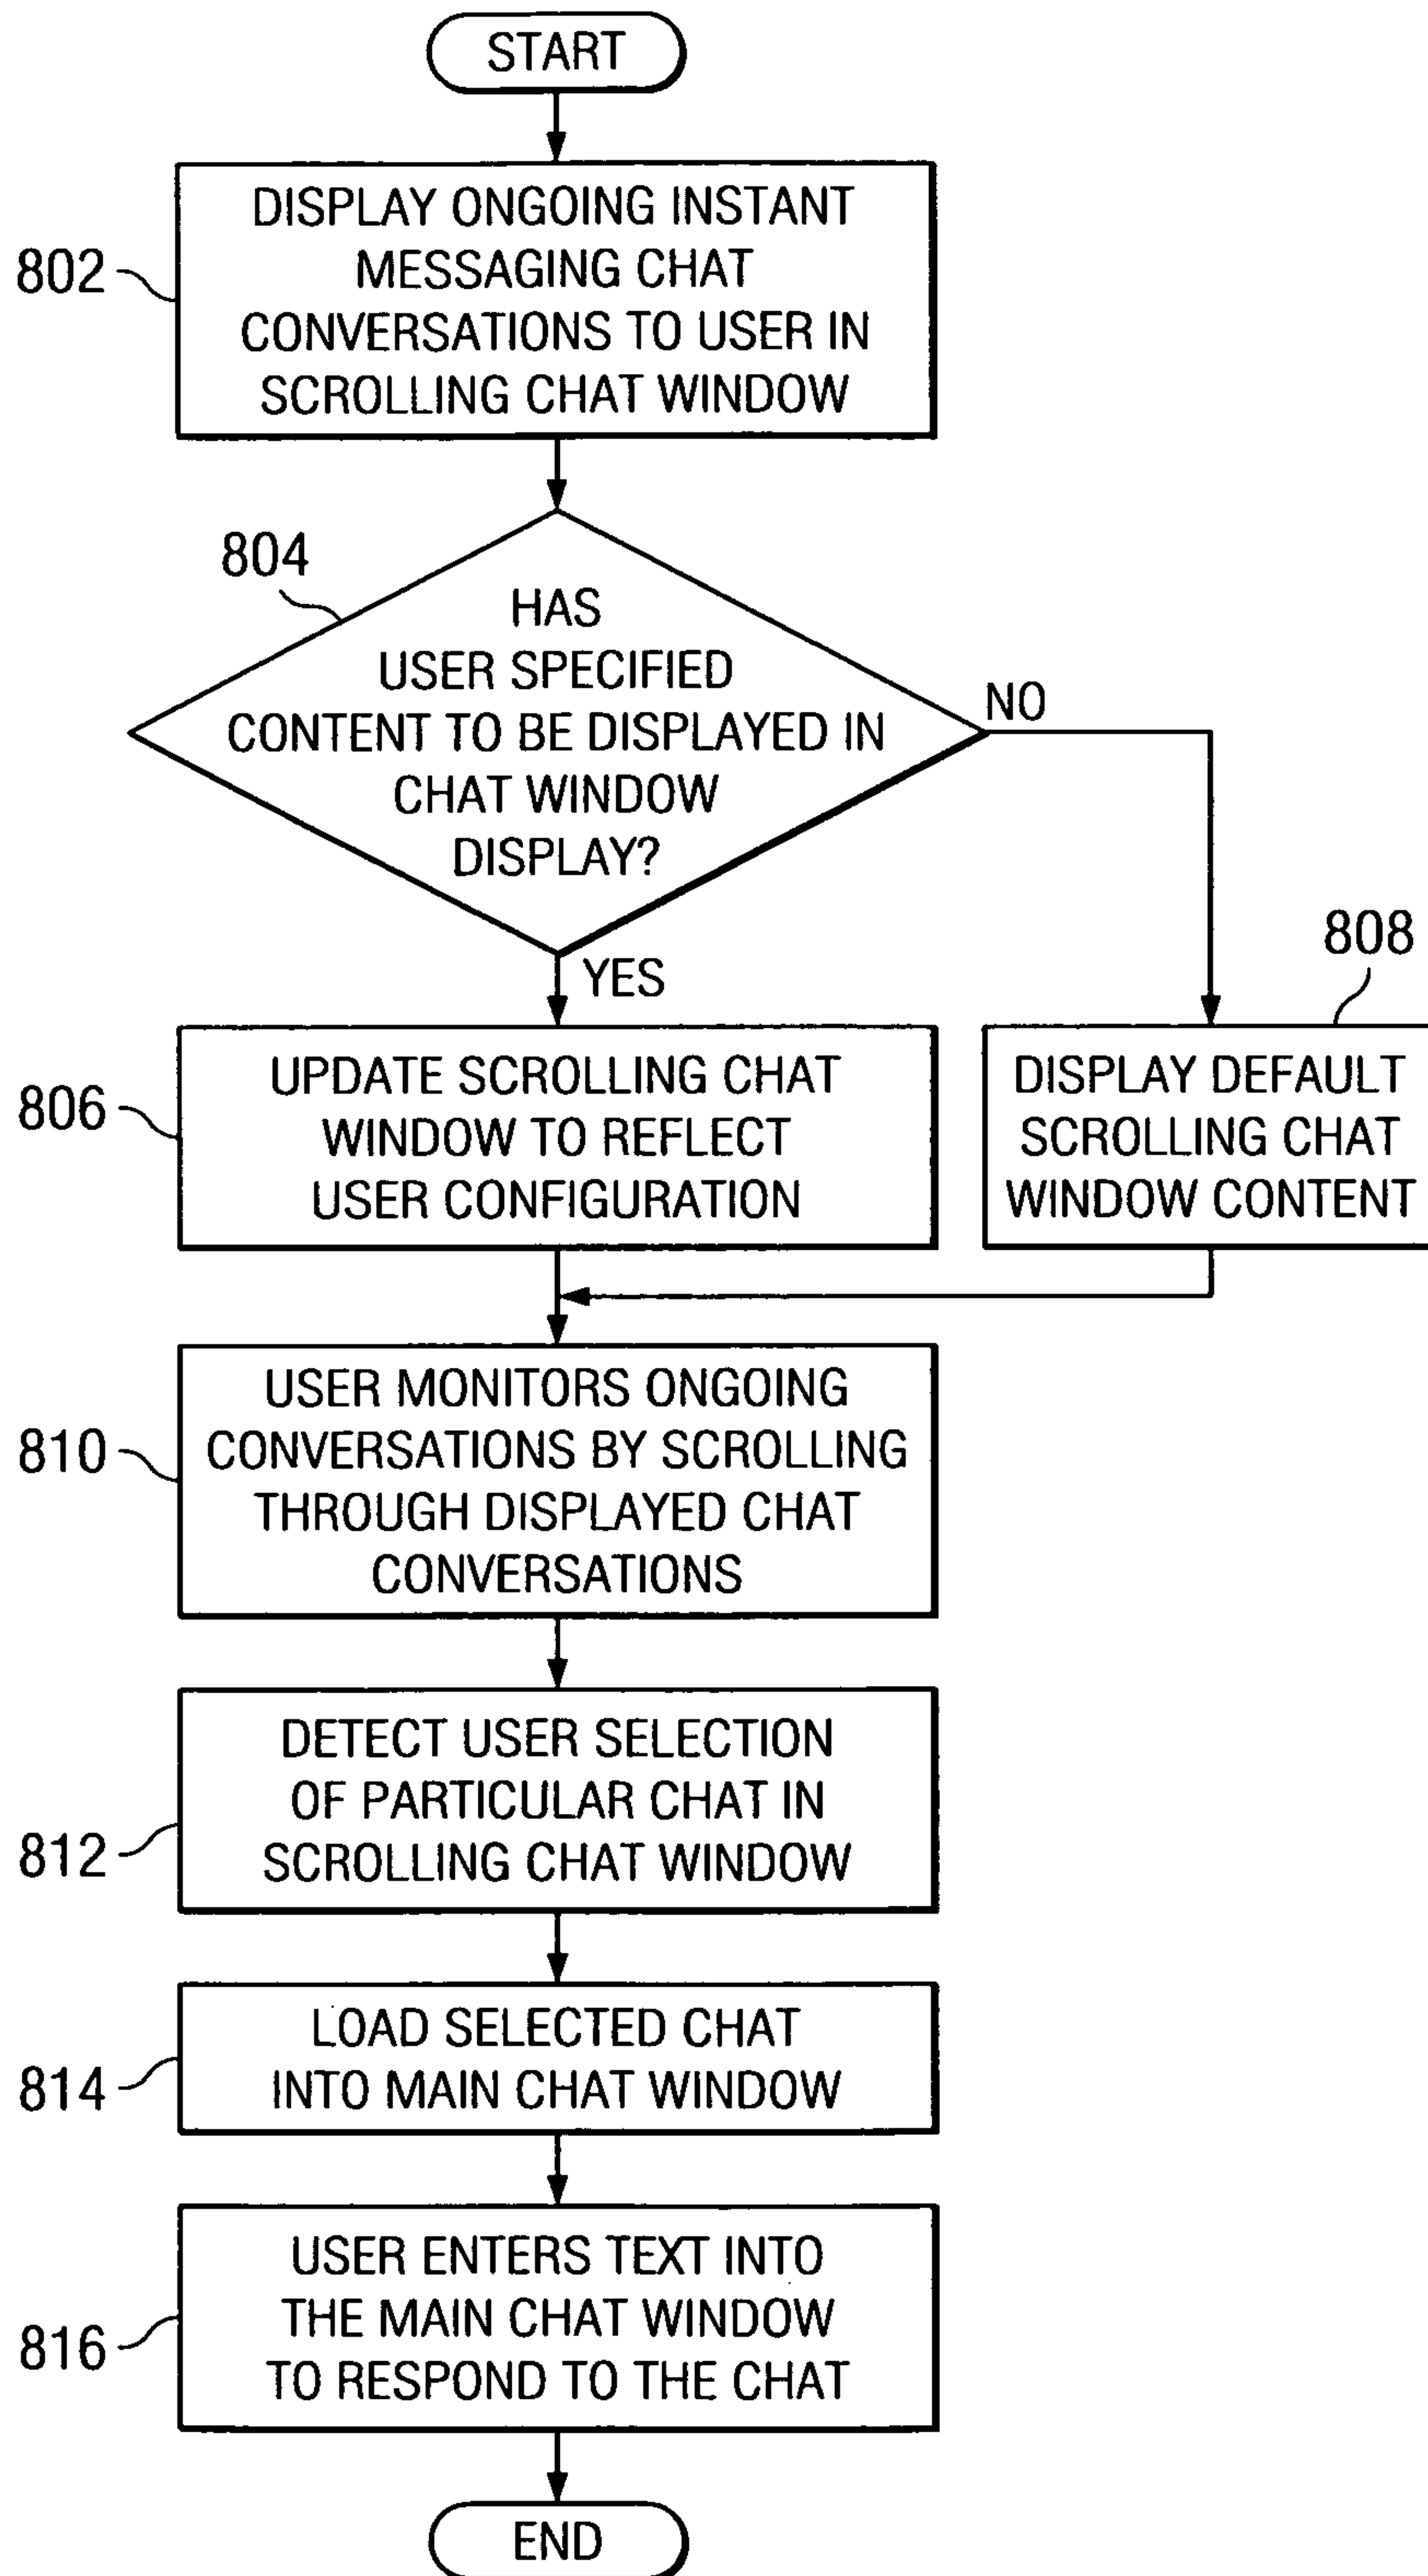 START
802
DISPLAY ONGOING INSTANT
MESSAGING CHAT
CONVERSATIONS TO USER IN
SCROLLING CHAT WINDOW
804
HAS
USER SPECIFIED
CONTENT TO BE DISPLAYED IN
CHAT WINDOW
DISPLAY?
NO
YES
806
UPDATE SCROLLING CHAT
WINDOW TO REFLECT
USER CONFIGURATION
808
DISPLAY DEFAULT
SCROLLING CHAT
WINDOW CONTENT
810
USER MONITORS ONGOING
CONVERSATIONS BY SCROLLING
THROUGH DISPLAYED CHAT
CONVERSATIONS
812
DETECT USER SELECTION
OF PARTICULAR CHAT IN
SCROLLING CHAT WINDOW
814
LOAD SELECTED CHAT
INTO MAIN CHAT WINDOW
816
USER ENTERS TEXT INTO
THE MAIN CHAT WINDOW
TO RESPOND TO THE CHAT
END